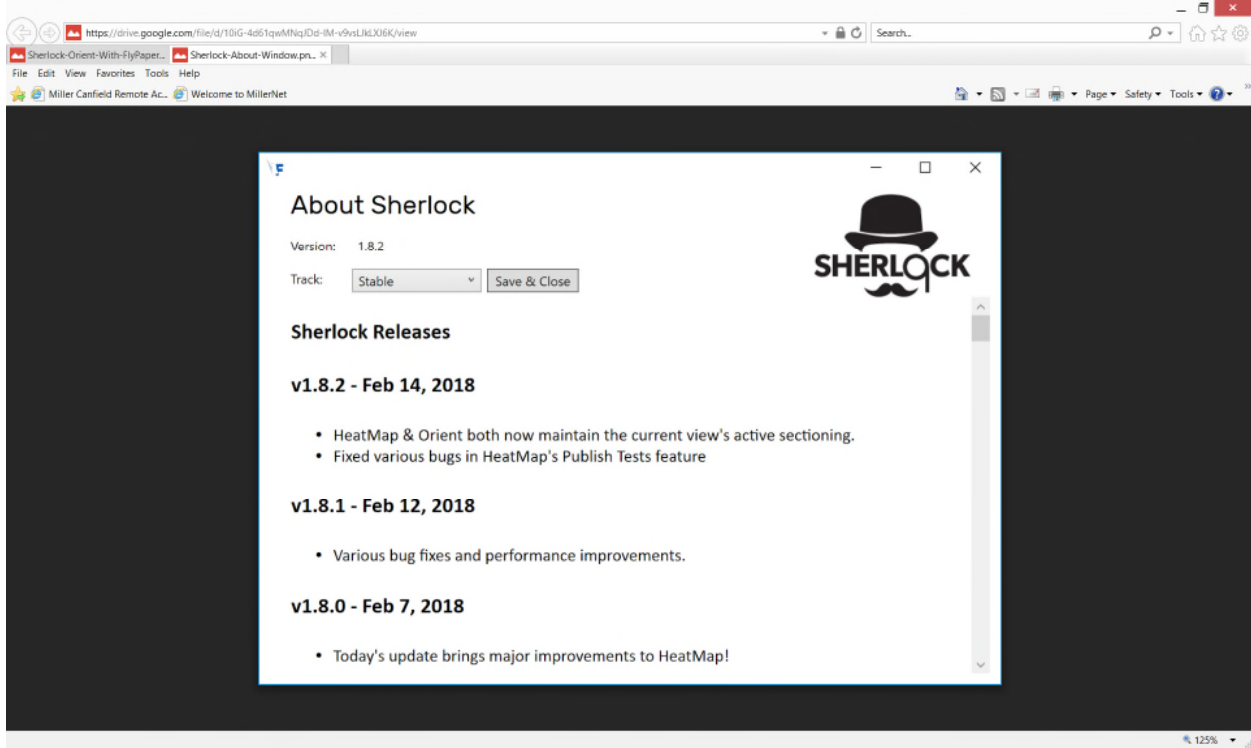 https://drive.google.com/file/d/10iG-4d61qwMNqJDd-IM-v9vsLJkLXI6K/view
Search...
Sherlock-Orient-With-FlyPaper...
Sherlock-About-Window.pn...
File Edit View Favorites Tools Help
Miller Canfield Remote Ac... Welcome to MillerNet
Page Safety Tools
About Sherlock
SHERLOCK
Version: 1.8.2
Track: Stable Save & Close
Sherlock Releases
v1.8.2 - Feb 14, 2018
• HeatMap & Orient both now maintain the current view's active sectioning.
• Fixed various bugs in HeatMap's Publish Tests feature
v1.8.1 - Feb 12, 2018
• Various bug fixes and performance improvements.
v1.8.0 - Feb 7, 2018
• Today's update brings major improvements to HeatMap!
125%